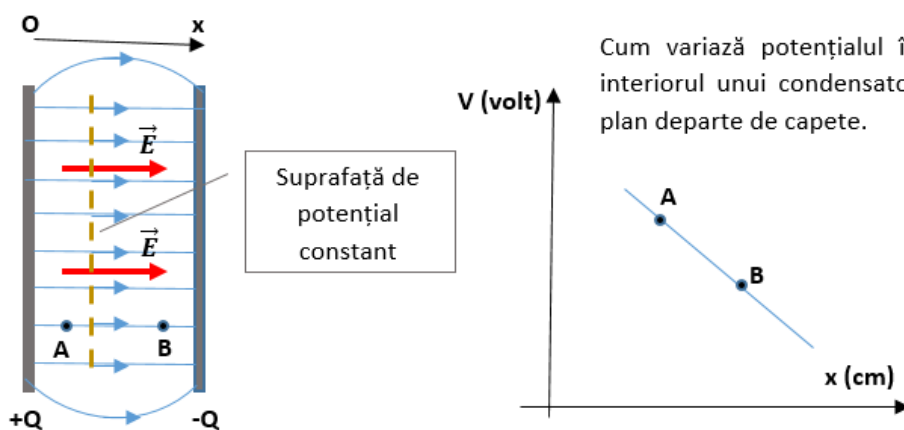 O x
Cum variază potențialul î
interiorul unui condensato
plan departe de capete.
V (volt)
E
Suprafață de
potențial
constant
E
A
B
A B
x (cm)
+Q -Q